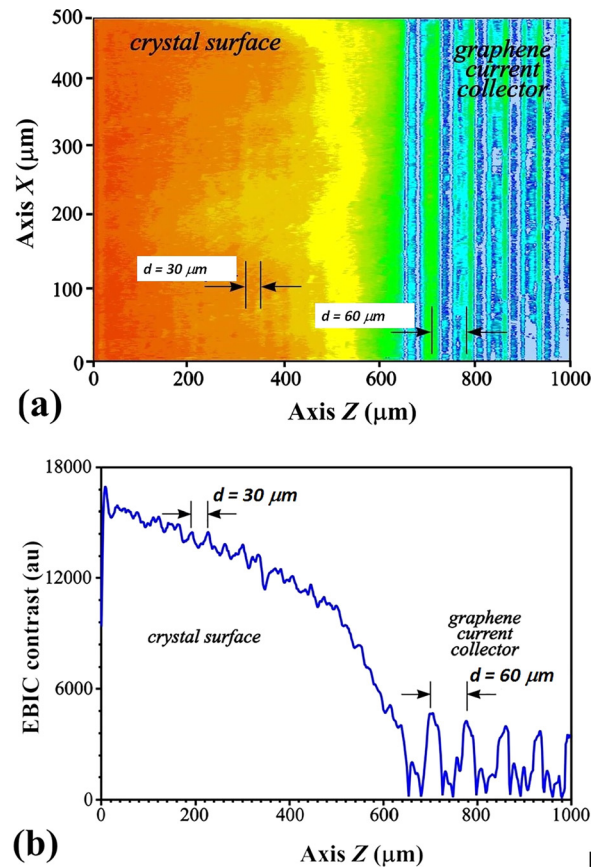 crystal surface
graphene
current
collector
500
400
300
200
100
0
Axis X (μm)
d = 30 μm
d = 60 μm
0
200
400
600
800
1000
Axis Z (μm)
(a)
18000
12000
6000
0
EBIC contrast (au)
d = 30 μm
crystal surface
graphene
current
collector
d = 60 μm
0
200
400
600
800
1000
Axis Z (μm)
(b)